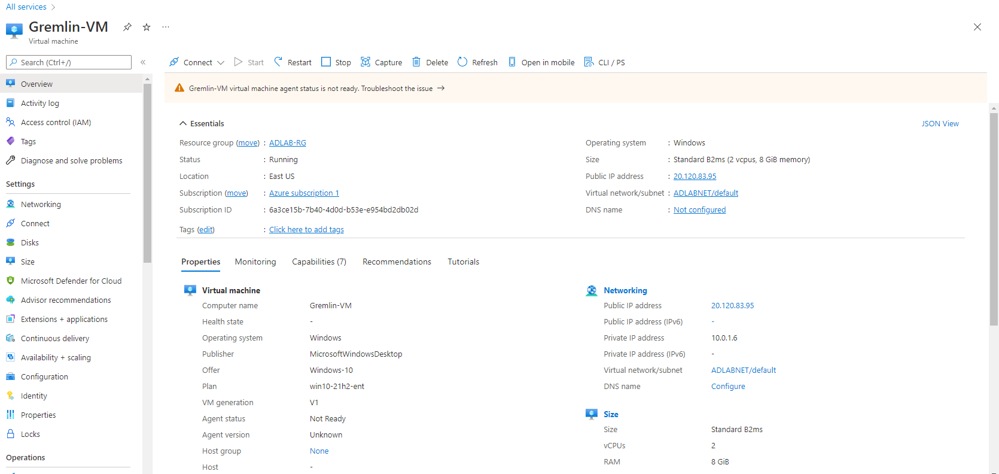 All services
Gremlin-VM
Virtual machine
Search (Ctrl+/)
Connect Start Restart Stop Capture Delete Refresh Open in mobile CLI / PS
Overview
Activity log
Access control (IAM)
Tags
Diagnose and solve problems
Settings
Networking
Connect
Disks
Size
Microsoft Defender for Cloud
Advisor recommendations
Extensions + applications
Continuous delivery
Availability + scaling
Configuration
Identity
Properties
Locks
Operations
Gremlin-VM virtual machine agent status is not ready. Troubleshoot the issue →
Essentials
JSON View
Resource group (move) : ADLAB-RG
Status : Running
Location : East US
Subscription (move) : Azure subscription 1
Subscription ID : 6a3ce15b-7b40-4d0d-b53e-e954bd2db02d
Tags (edit) : Click here to add tags
Operating system : Windows
Size : Standard B2ms (2 vcpus, 8 GiB memory)
Public IP address : 20.120.83.95
Virtual network/subnet : ADLABNET/default
DNS name : Not configured
Properties Monitoring Capabilities (7) Recommendations Tutorials
Virtual machine
Computer name Gremlin-VM
Health state -
Operating system Windows
Publisher MicrosoftWindowsDesktop
Offer Windows-10
Plan win10-21h2-ent
VM generation V1
Agent status Not Ready
Agent version Unknown
Host group None
Host -
Networking
Public IP address 20.120.83.95
Public IP address (IPv6) -
Private IP address 10.0.1.6
Private IP address (IPv6) -
Virtual network/subnet ADLABNET/default
DNS name Configure
Size
Size Standard B2ms
vCPUs 2
RAM 8 GiB